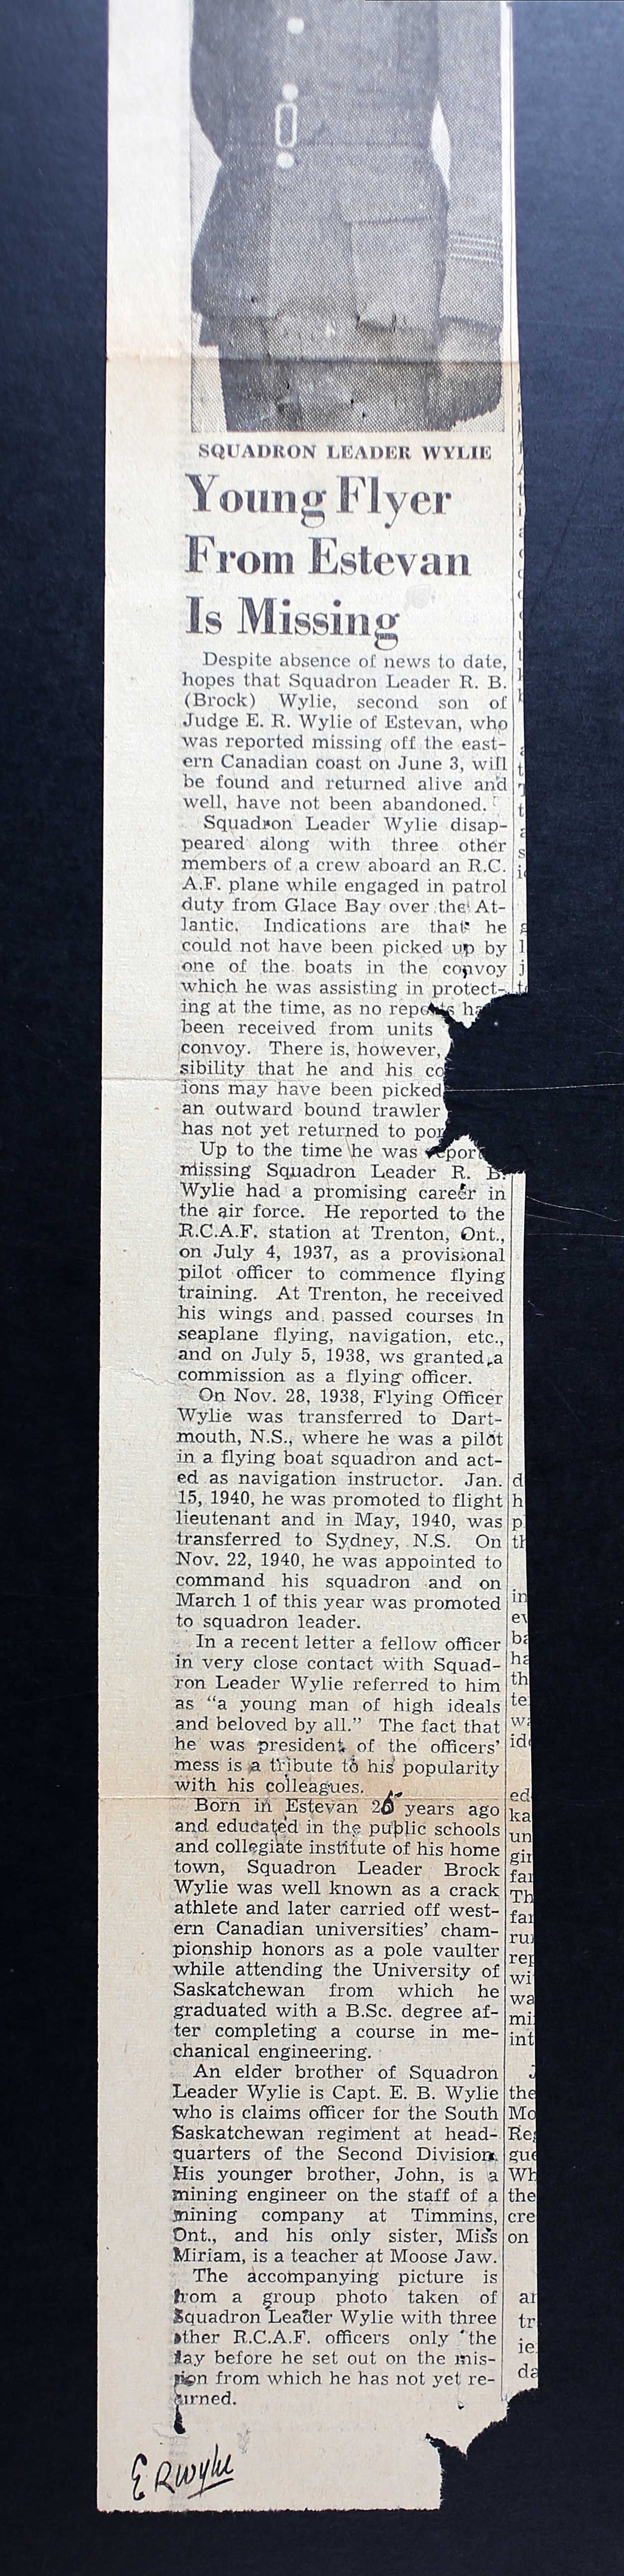 SQUADRON LEADER WYLIE
Young Flyer
From Estevan
Is Missing
Despite absence of news to date,
hopes that Squadron Leader R. B.
(Brock) Wylie, second son of
Judge E. R. Wylie of Estevan, who
was reported missing off the east-
ern Canadian coast on June 3, will
be found and returned alive and
well, have not been abandoned.
Squadron Leader Wylie disap-
peared along with three other
members of a crew aboard an R.C.
A.F. plane while engaged in patrol
duty from Glace Bay over the At-
lantic. Indications are that he
could not have been picked up by
one of the boats in the convoy
which he was assisting in protect-
ing at the time, as no reports ha
been received from units
convoy. There is, however,
sibility that he and his co
ions may have been picked
an outward bound trawler
has not yet returned to por
Up to the time he was report
missing Squadron Leader R. B.
Wylie had a promising career in
the air force. He reported to the
R.C.A.F. station at Trenton, Ont.,
on July 4, 1937, as a provisional
pilot officer to commence flying
training. At Trenton, he received
his wings and passed courses in
seaplane flying, navigation, etc.,
and on July 5, 1938, ws granted a
commission as a flying officer.
On Nov. 28, 1938, Flying Officer
Wylie was transferred to Dart-
mouth, N.S., where he was a pilot
in a flying boat squadron and act-
ed as navigation instructor. Jan.
15, 1940, he was promoted to flight
lieutenant and in May, 1940, was
transferred to Sydney, N.S. On
Nov. 22, 1940, he was appointed to
command his squadron and on
March 1 of this year was promoted
to squadron leader.
In a recent letter a fellow officer
in very close contact with Squad-
ron Leader Wylie referred to him
as "a young man of high ideals
and beloved by all." The fact that
he was president of the officers'
mess is a tribute to his popularity
with his colleagues.
Born in Estevan 25 years ago
and educated in the public schools
and collegiate institute of his home
town, Squadron Leader Brock
Wylie was well known as a crack
athlete and later carried off west-
ern Canadian universities' cham-
pionship honors as a pole vaulter
while attending the University of
Saskatchewan from which he
graduated with a B.Sc. degree af-
ter completing a course in me-
chanical engineering.
An elder brother of Squadron
Leader Wylie is Capt. E. B. Wylie
who is claims officer for the South
Saskatchewan regiment at head-
quarters of the Second Division.
His younger brother, John, is a
mining engineer on the staff of a
mining company at Timmins,
Ont., and his only sister, Miss
Miriam, is a teacher at Moose Jaw.
The accompanying picture is
from a group photo taken of
Squadron Leader Wylie with three
other R.C.A.F. officers only the
day before he set out on the mis-
sion from which he has not yet re-
urned.
E R Wylie